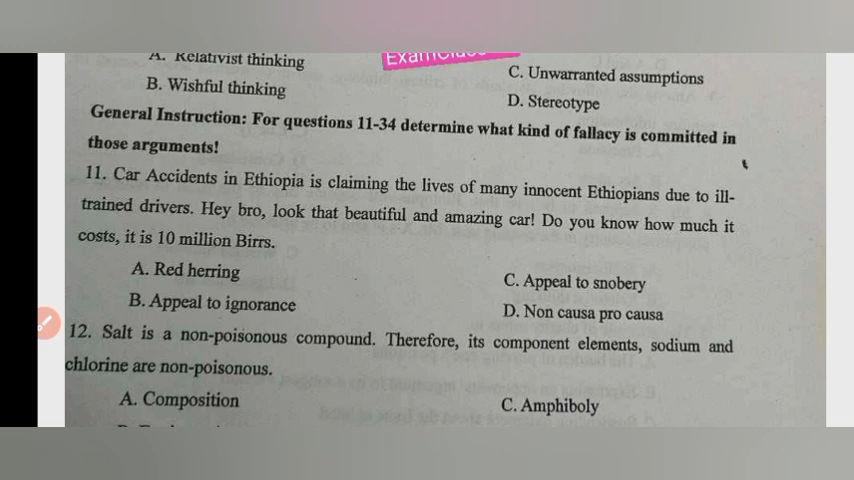 A. Relativist thinking
B. Wishful thinking
C. Unwarranted assumptions
D. Stereotype
General Instruction: For questions 11-34 determine what kind of fallacy is committed in
those arguments!
11. Car Accidents in Ethiopia is claiming the lives of many innocent Ethiopians due to ill-
trained drivers. Hey bro, look that beautiful and amazing car! Do you know how much it
costs, it is 10 million Birrs.
A. Red herring
B. Appeal to ignorance
C. Appeal to snobery
D. Non causa pro causa
12. Salt is a non-poisonous compound. Therefore, its component elements, sodium and
chlorine are non-poisonous.
A. Composition
C. Amphiboly